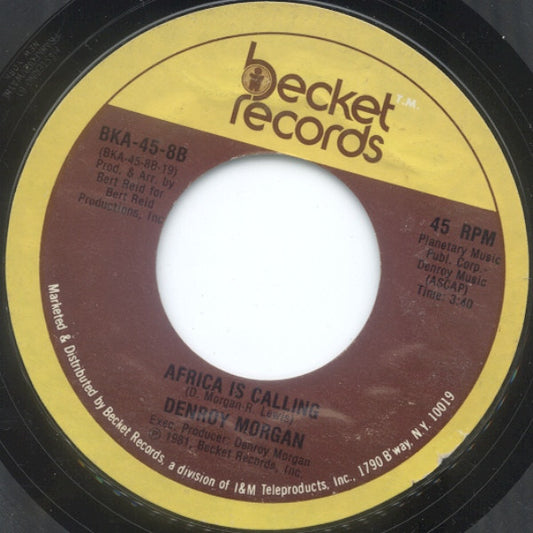 becket T.M.
records
BKA-45-8B
(BKA-45-8B-19)
Prod. & Arr. by
Bert Reid for
Bert Reid
Productions, Inc.
45 RPM
Planetary Music
Publ. Corp.-
Denroy Music
(ASCAP)
Time: 3:40
AFRICA IS CALLING
(D. Morgan R. Lewis)
DENROY MORGAN
Exec. Producer: Denroy Morgan
℗ 1981, Becket Records, Inc.
Marketed & Distributed by Becket Records, a division of I&M Teleproducts, Inc., 1790 B'way, N.Y. 10019